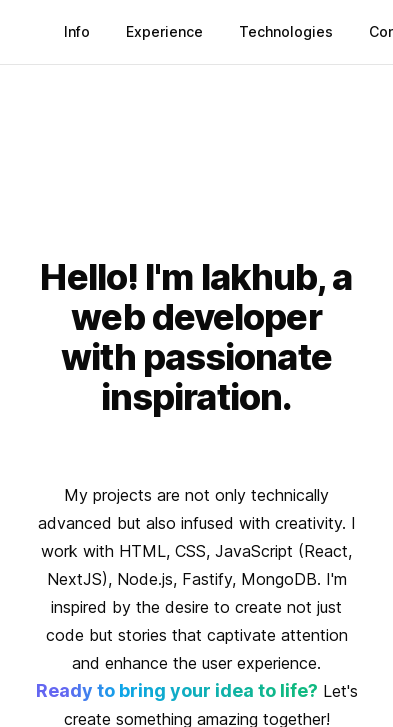 Info Experience Technologies
Hello! I'm Iakhub, a
web developer
with passionate
inspiration.
My projects are not only technically
advanced but also infused with creativity. I
work with HTML, CSS, JavaScript (React,
NextJS), Node.js, Fastify, MongoDB. I'm
inspired by the desire to create not just
code but stories that captivate attention
and enhance the user experience.
Ready to bring your idea to life? Let's
create something amazing together!